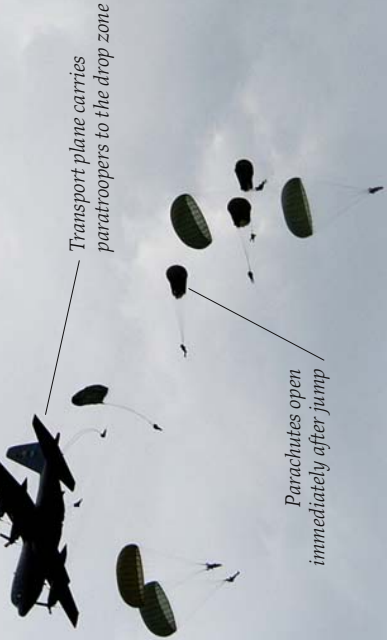 Transport plane carries
paratroopers to the drop zone
Parachutes open
immediately after jump